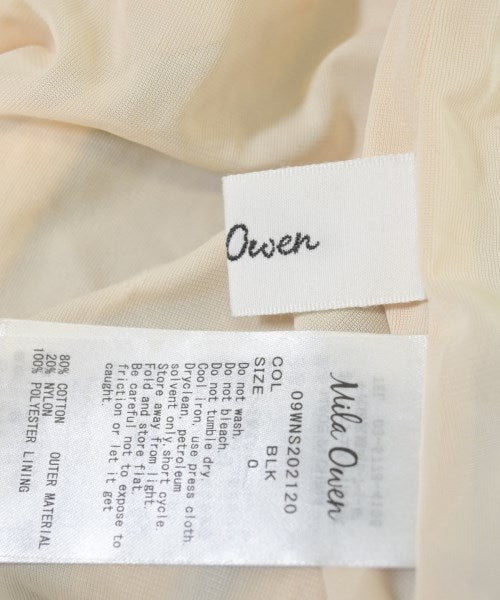 Owen
Mila Owen
09WNS202120
COL BLK
SIZE 0
Do not wash.
Do not bleach.
Do not tumble dry
Cool iron, use press cloth.
Dryclean, petroleum
solvent only, short cycle.
Store away from light.
Fold and store flat.
Be careful not to expose to
friction or let it get
caught.
80% COTTON OUTER MATERIAL
20% NYLON
100% POLYESTER LINING